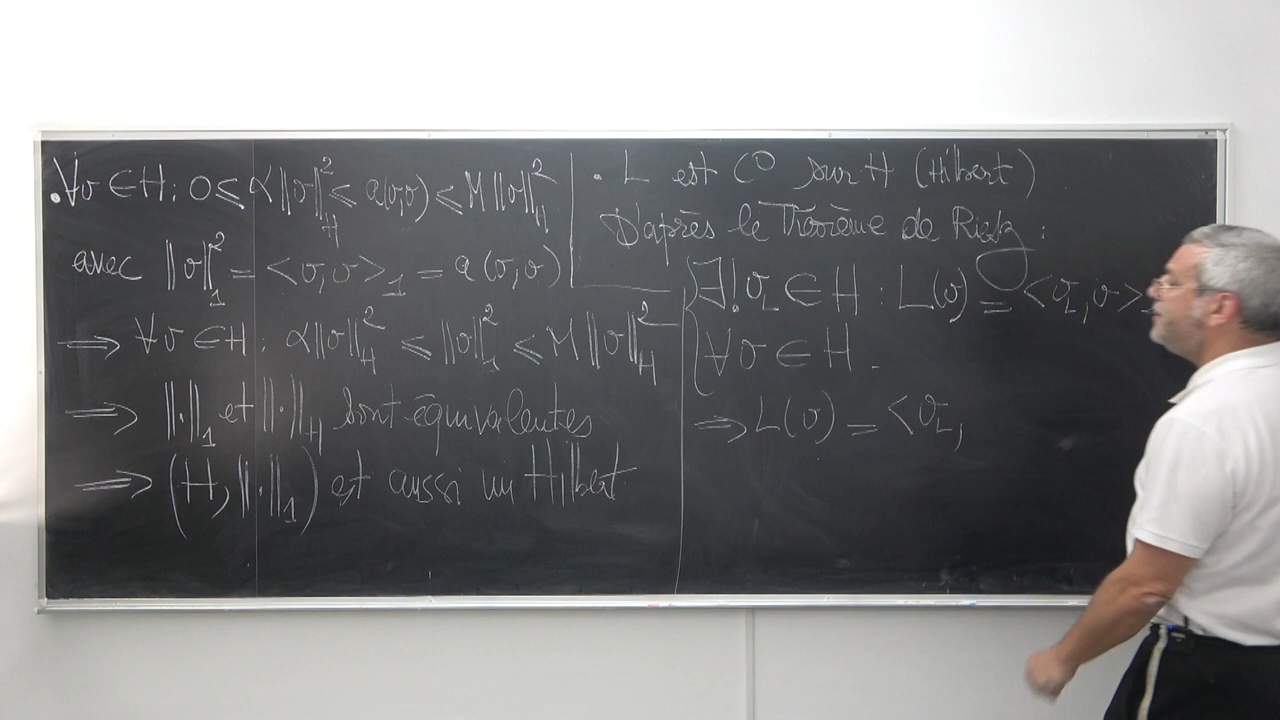 . ∀v ∈ H : 0 ≤ α‖v‖²_H ≤ a(v,v) ≤ M‖v‖²_H
avec ‖v‖²_1 = <v,v>_1 = a(v,v)
⟹ ∀v ∈ H : α‖v‖²_H ≤ ‖v‖²_1 ≤ M‖v‖²_H
⟹ ‖.‖_1 et ‖.‖_H sont équivalentes
⟹ (H, ‖.‖_1) est aussi un Hilbert
. L est C⁰ sur H (Hilbert)
D'après le Théorème de Riesz :
∃! v_L ∈ H : L(v) = <v_L, v>
∀v ∈ H.
⟹ L(v) = <v_L,